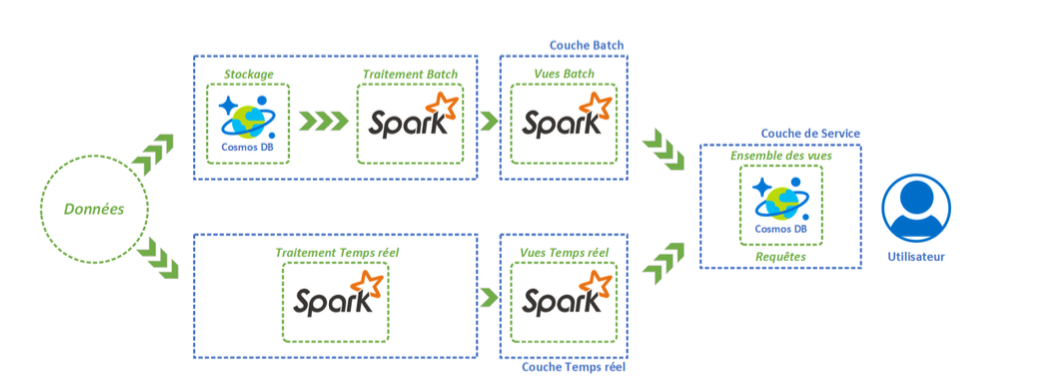 Couche Batch
Stockage
Traitement Batch
Vues Batch
Cosmos DB
Spark
Spark
Données
Couche de Service
Ensemble des vues
Cosmos DB
Requêtes
Utilisateur
Traitement Temps réel
Vues Temps réel
Spark
Spark
Couche Temps réel